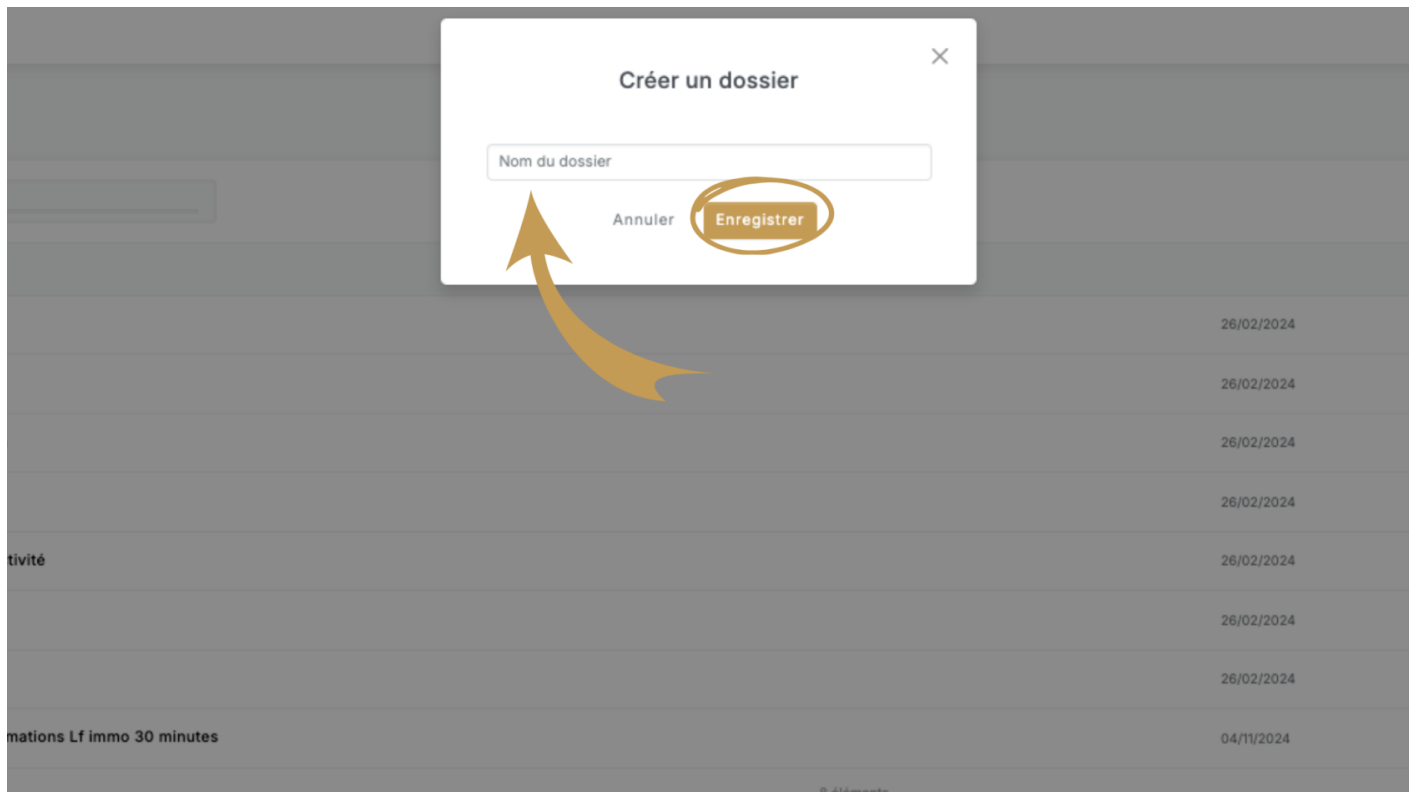 Créer un dossier
Nom du dossier
Annuler Enregistrer
26/02/2024
26/02/2024
26/02/2024
26/02/2024
tivité 26/02/2024
26/02/2024
26/02/2024
mations Lf immo 30 minutes 04/11/2024
éléments